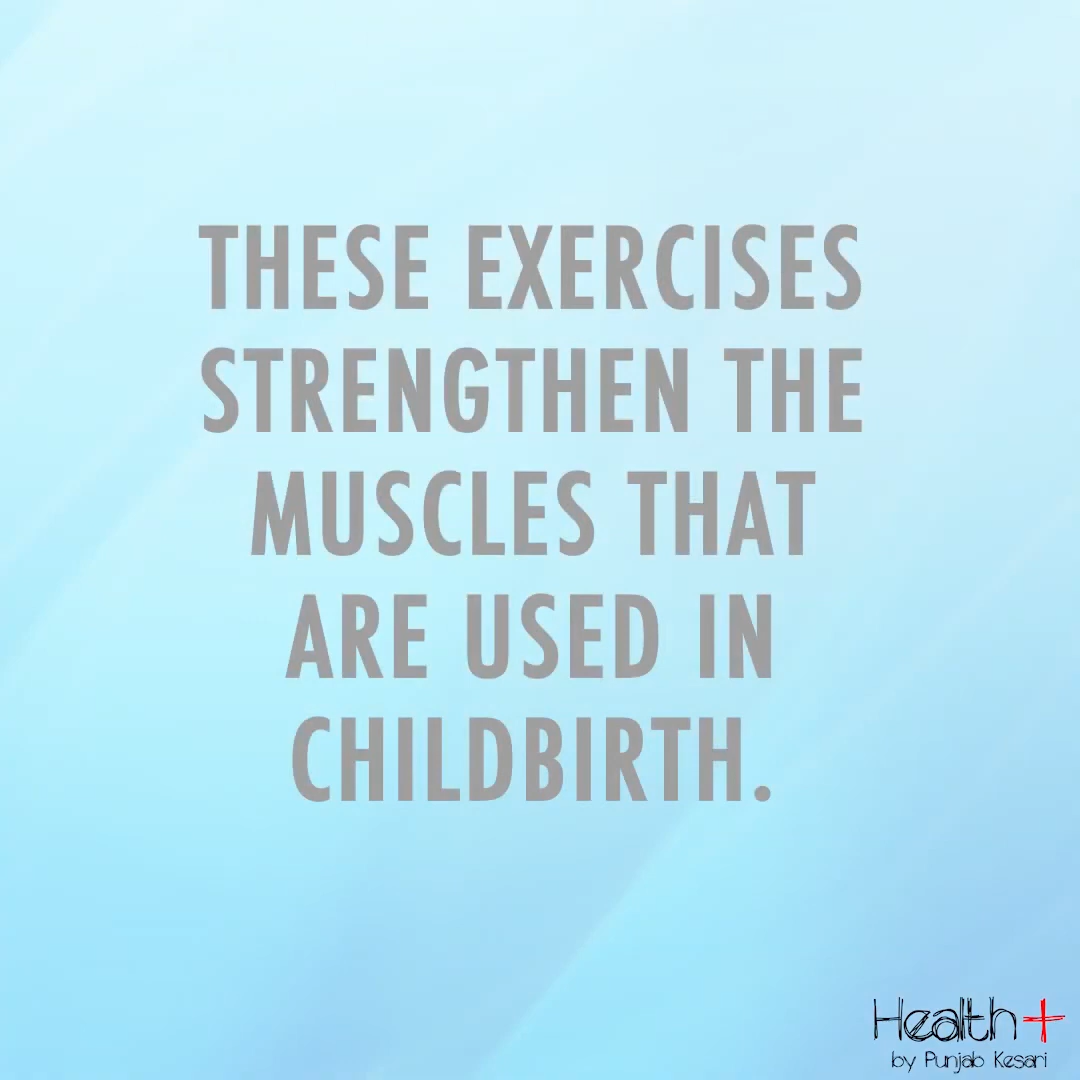 THESE EXERCISES
STRENGTHEN THE
MUSCLES THAT
ARE USED IN
CHILDBIRTH.
Health+
by Punjab Kesari